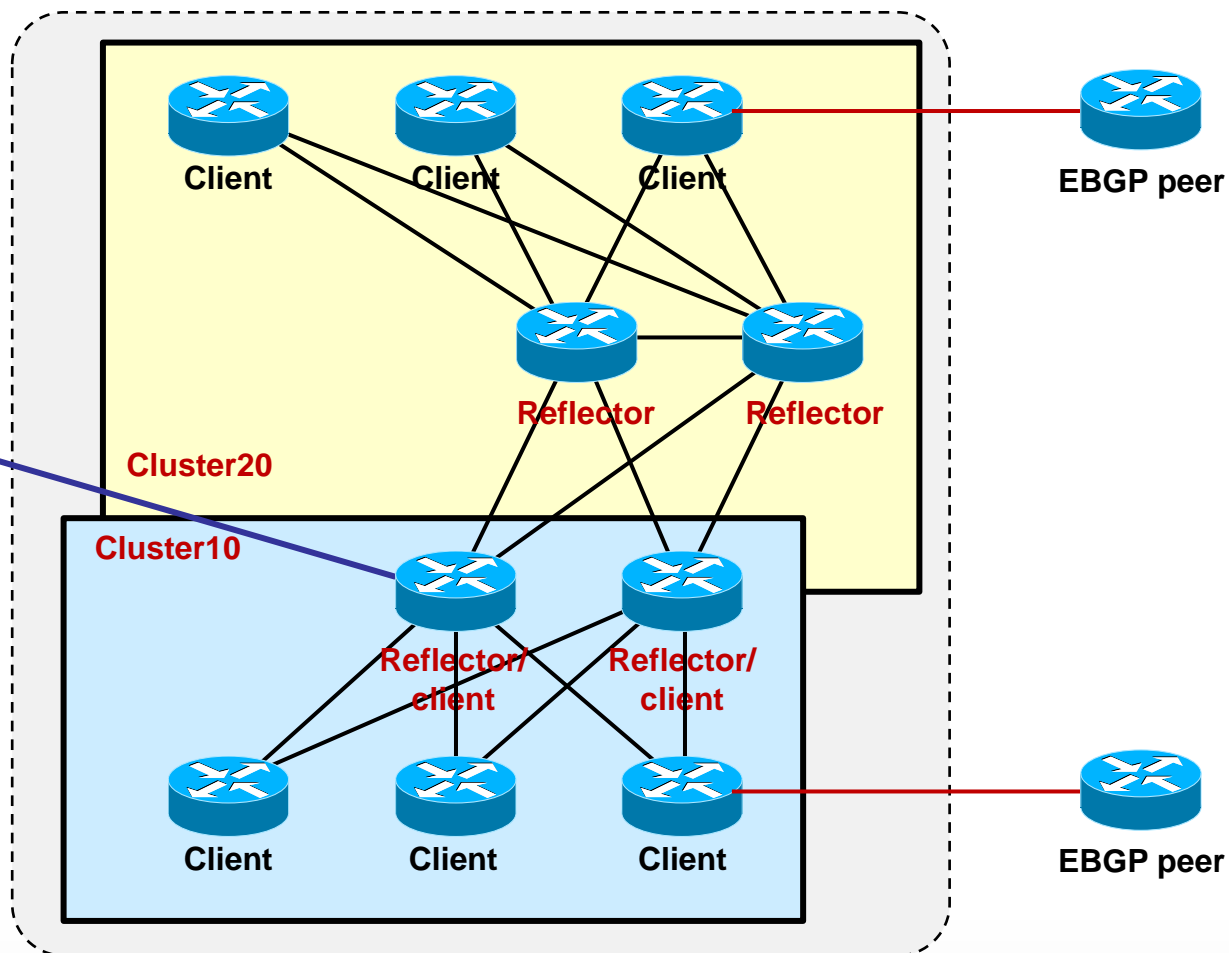 Client
Client
Client
EBGP peer
Reflector
Reflector
Cluster20
Cluster10
Reflector/
client
Reflector/
client
Client
Client
Client
EBGP peer